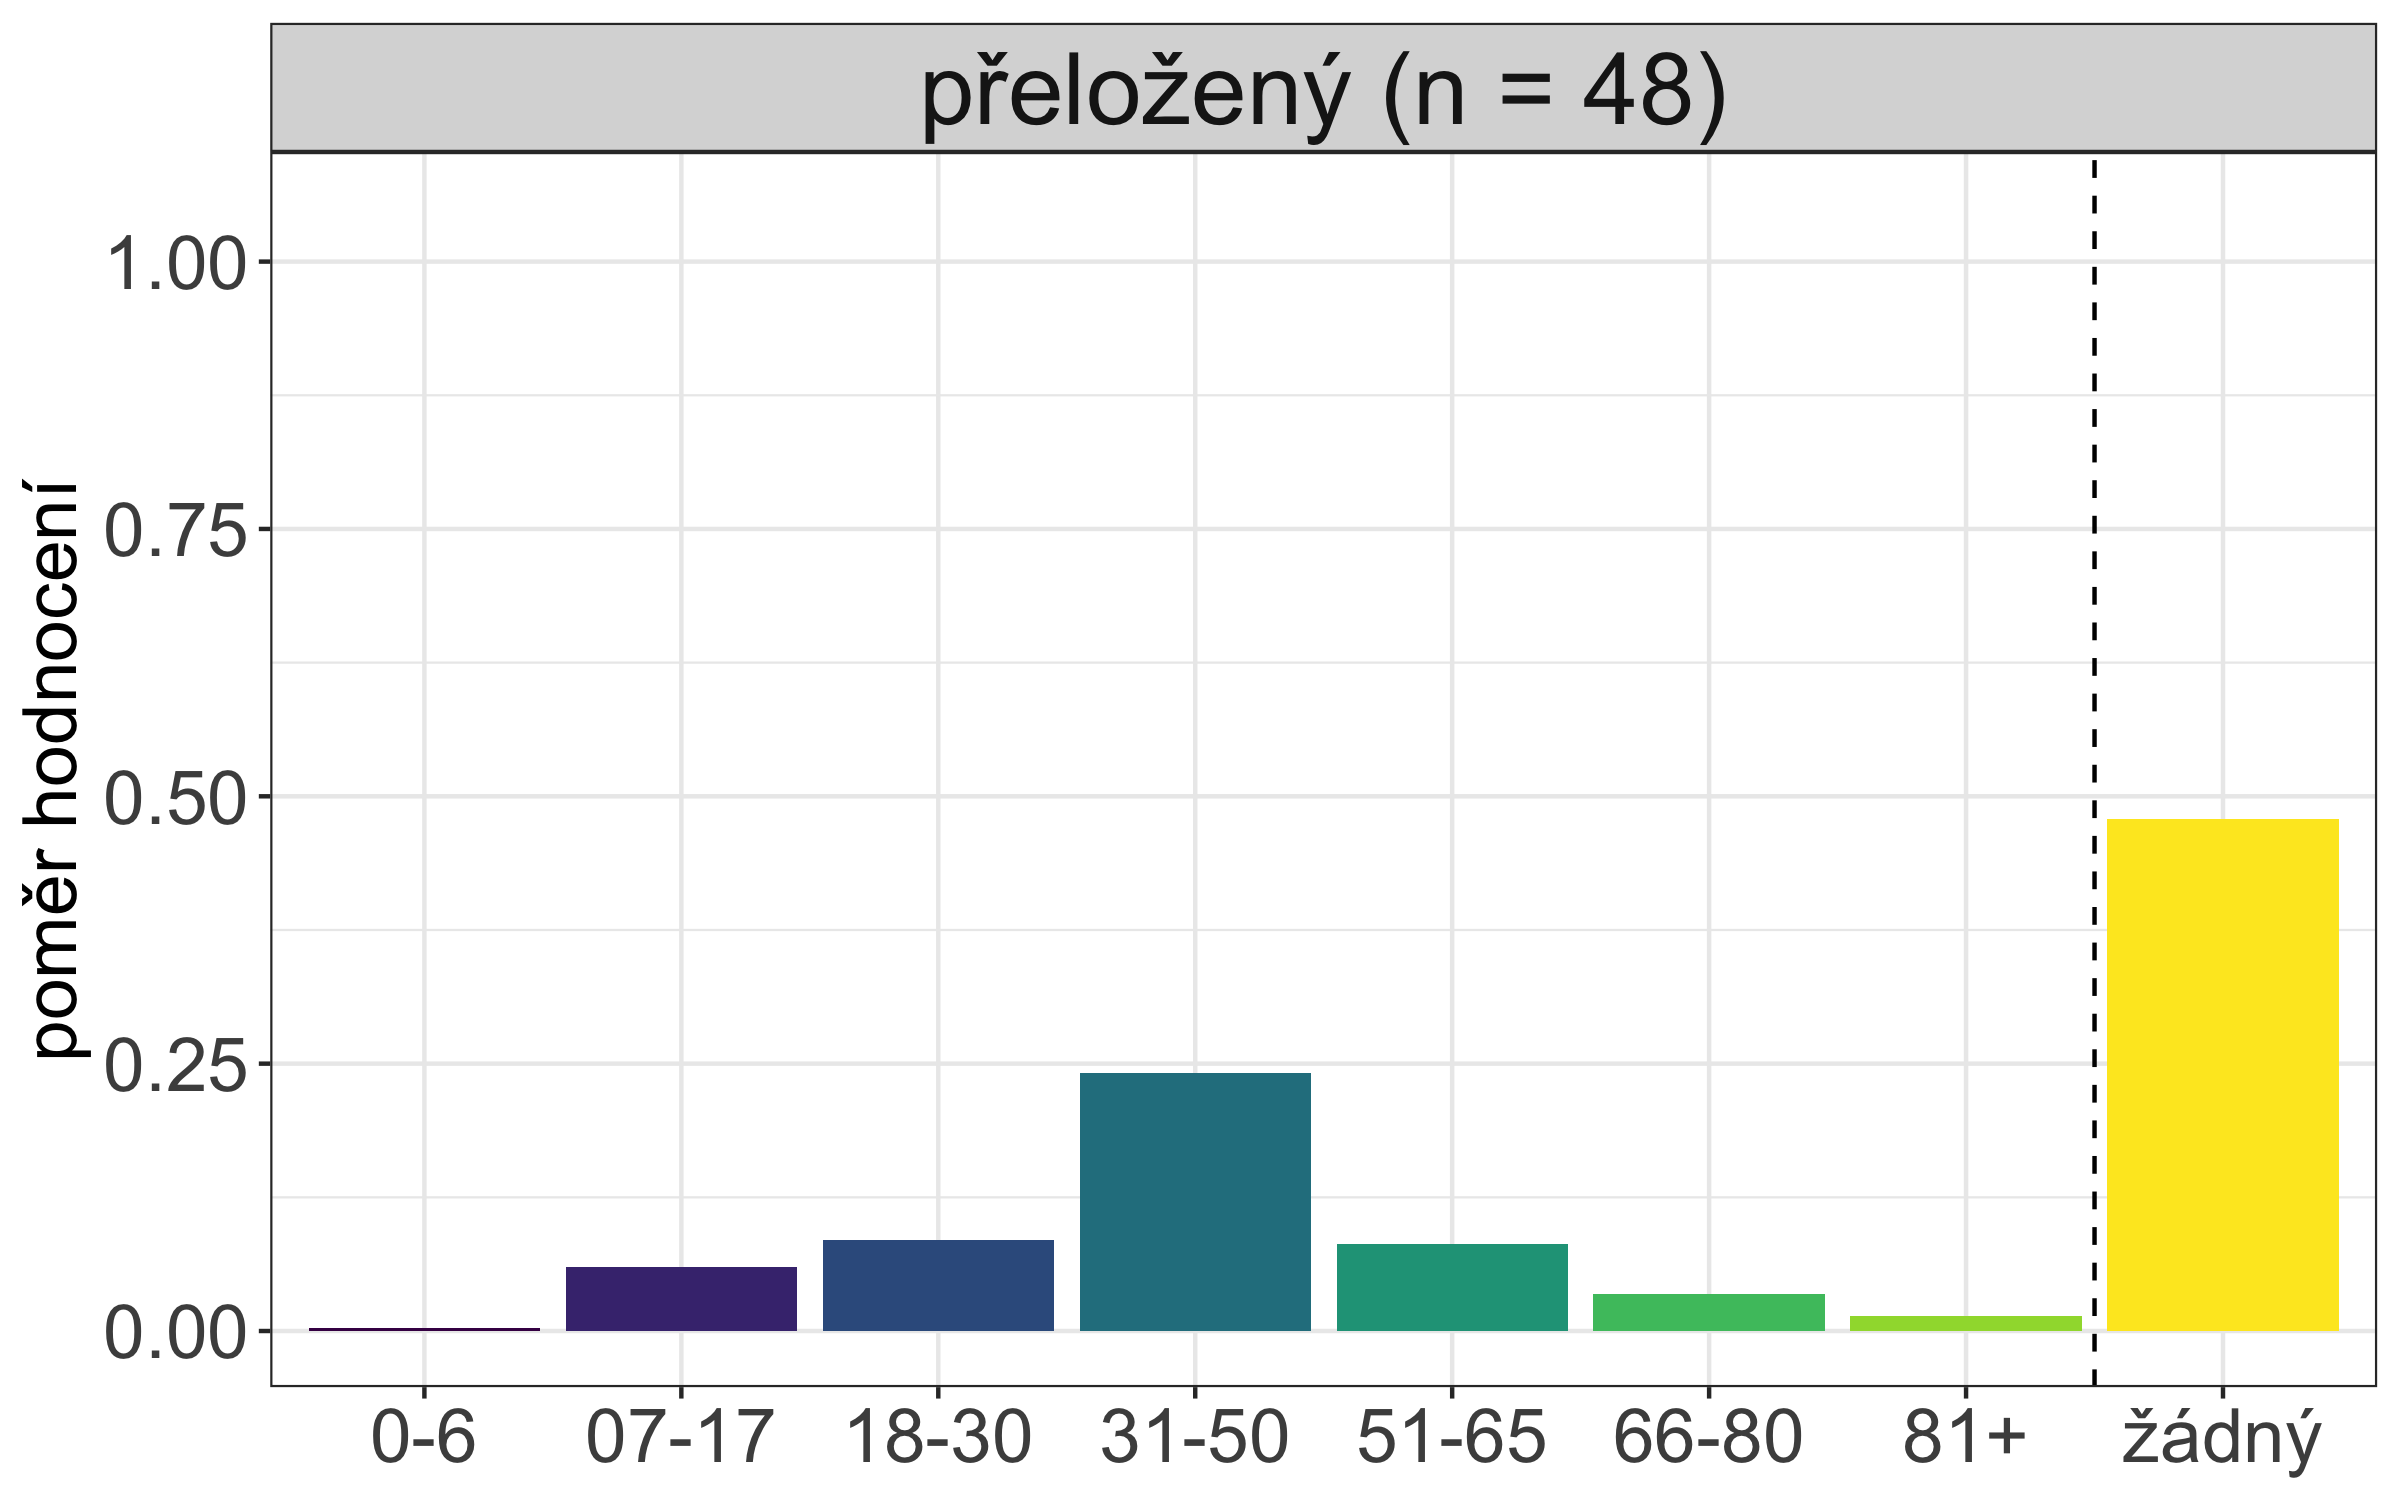 přeložený (n = 48)
poměr hodnocení
1.00
0.75
0.50
0.25
0.00
0-6 07-17 18-30 31-50 51-65 66-80 81+ žádný